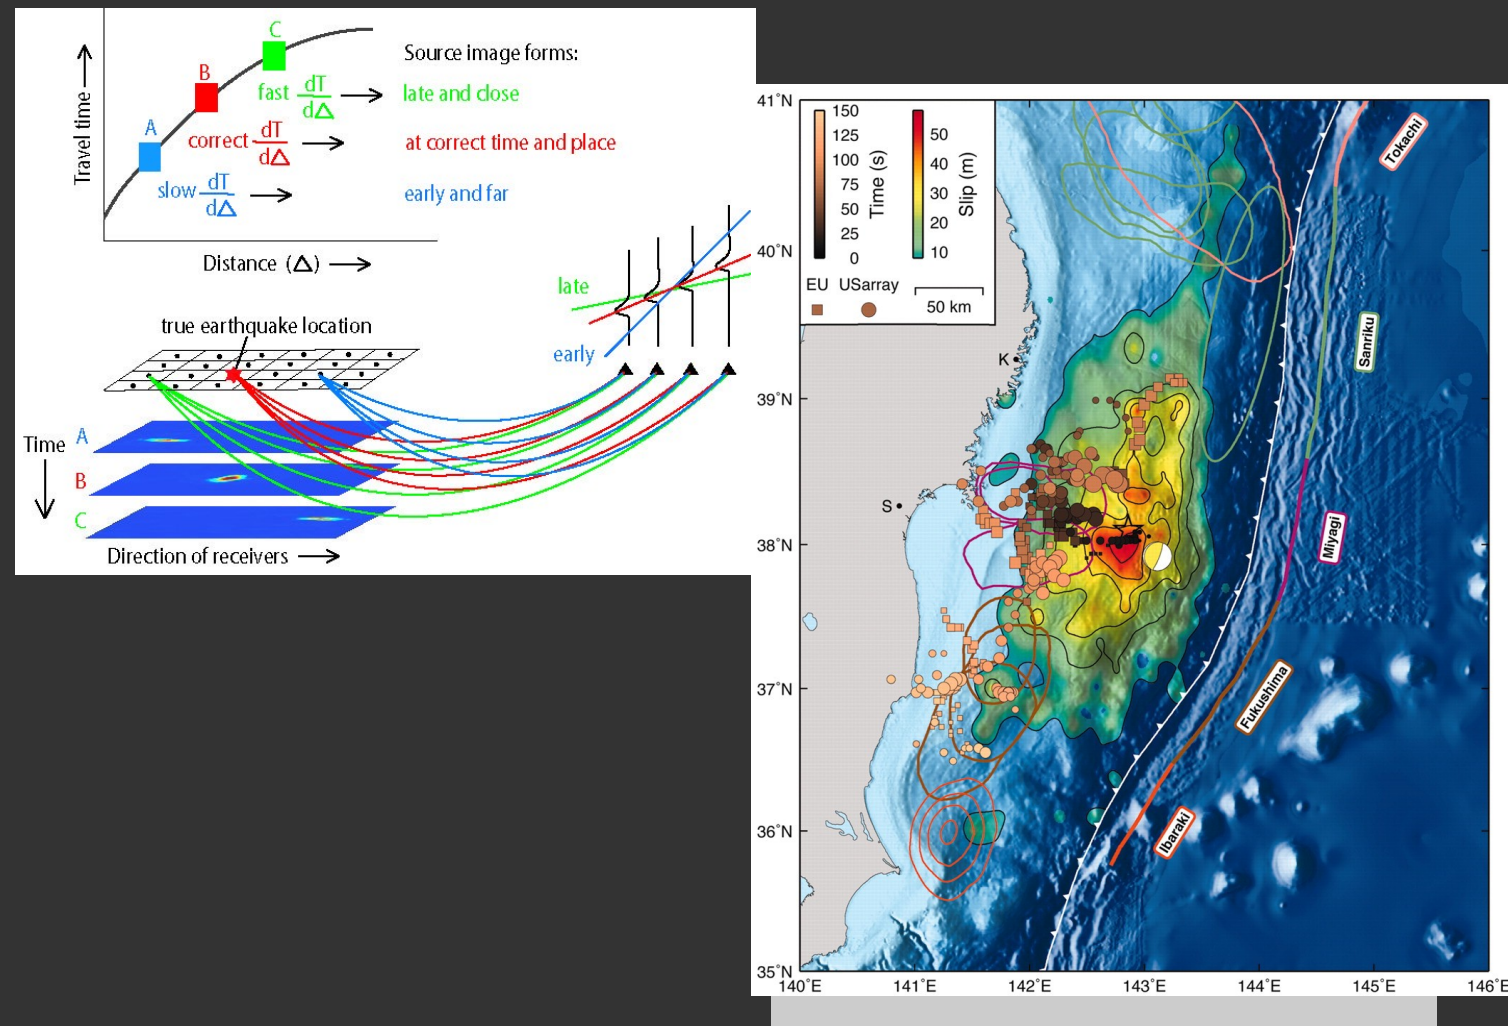 C
B
A
Travel time
Source image forms:
fast dT/dΔ
late and close
correct dT/dΔ
at correct time and place
slow dT/dΔ
early and far
Distance (Δ)
late
early
true earthquake location
Time
A
B
C
Direction of receivers
41°N
40°N
39°N
38°N
37°N
36°N
35°N
140°E
141°E
142°E
143°E
144°E
145°E
146°E
150
125
100
75
50
25
0
Time (s)
50
40
30
20
10
Slip (m)
EU USarray
50 km
K
S
Tokachi
Sanriku
Miyagi
Fukushima
Ibaraki